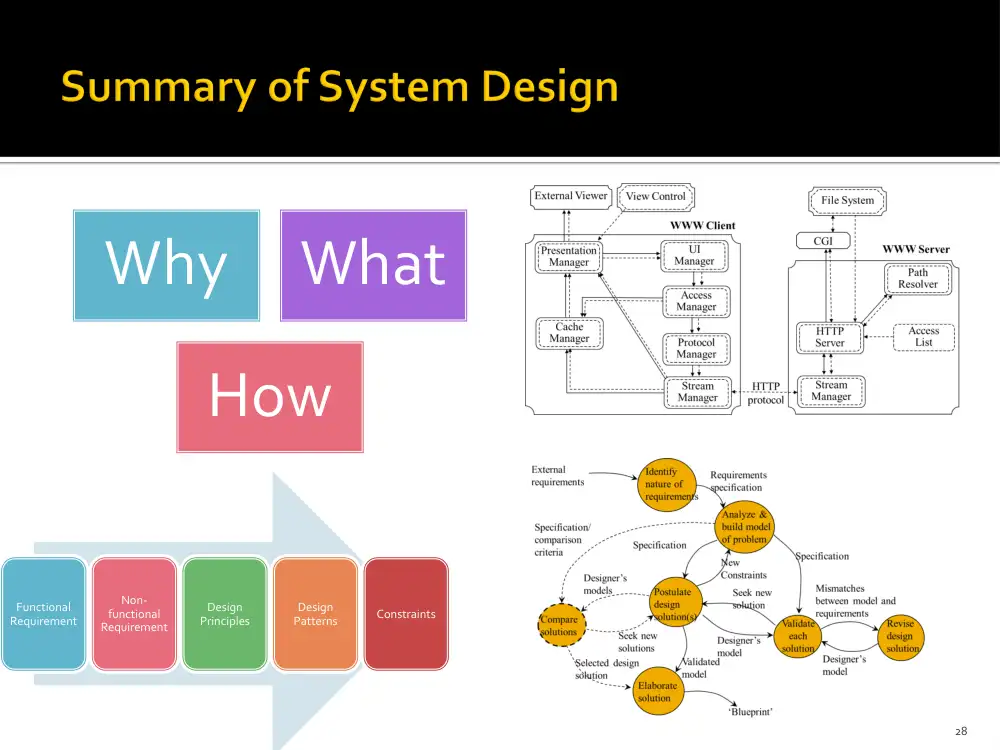 Summary of System Design
Why
What
How
Functional
Requirement
Non-
functional
Requirement
Design
Principles
Design
Patterns
Constraints
External Viewer
View Control
WWW Client
Presentation
Manager
UI
Manager
Access
Manager
Cache
Manager
Protocol
Manager
Stream
Manager
HTTP
protocol
File System
CGI
WWW Server
Path
Resolver
HTTP
Server
Access
List
Stream
Manager
External
requirements
Identify
nature of
requirements
Requirements
specification
Analyze &
build model
of problem
Specification/
comparison
criteria
Specification
Specification
New
Constraints
Designer's
models
Postulate
design
solution(s)
Seek new
solution
Mismatches
between model and
requirements
Compare
solutions
Seek new
solutions
Designer's
model
Validate
each
solution
Revise
design
solution
Designer's
model
Selected design
solution
Validated
model
Elaborate
solution
'Blueprint'
28